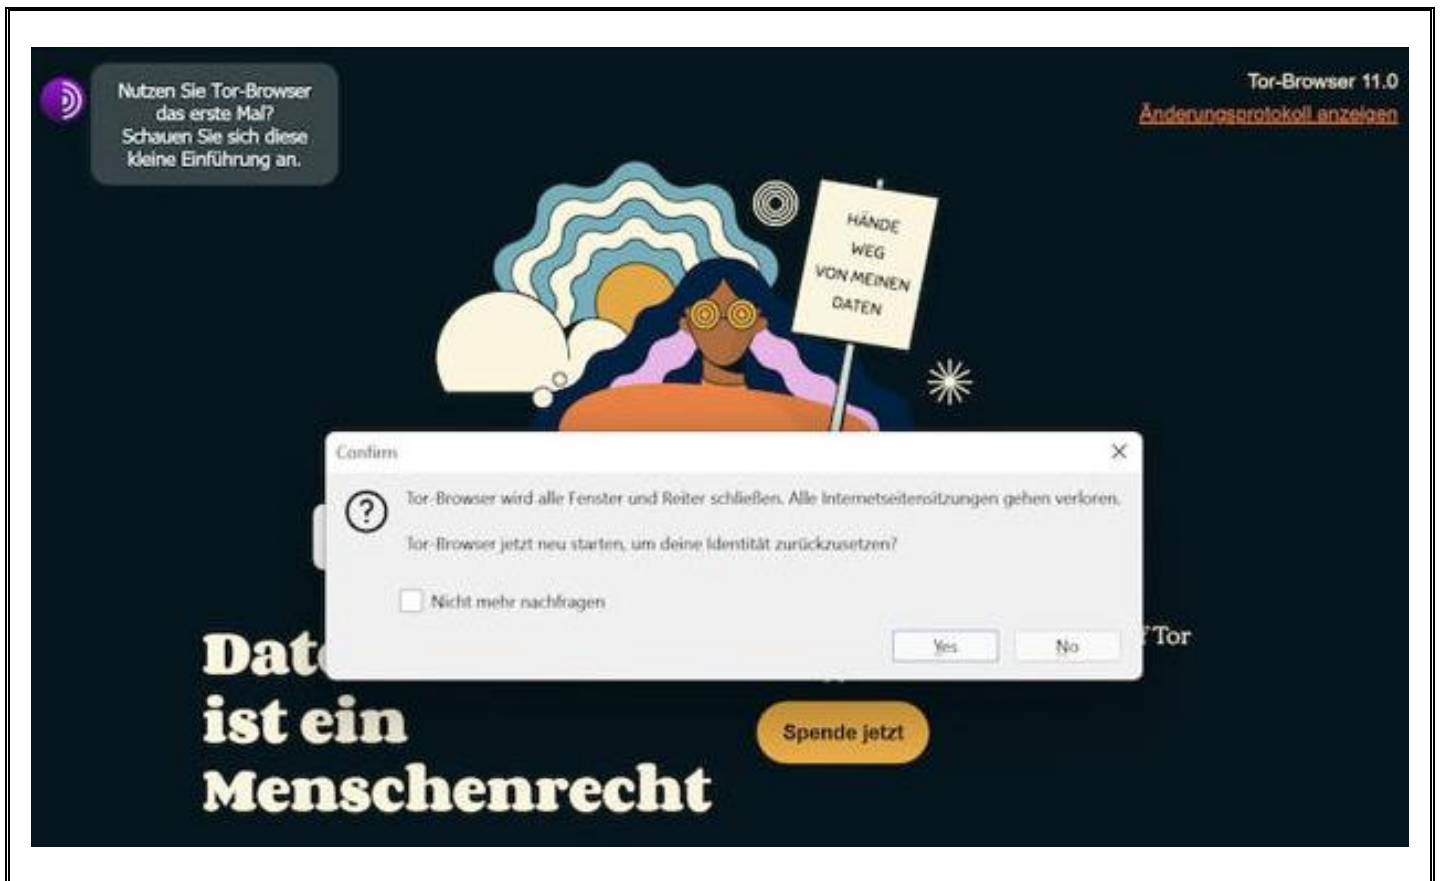 Nutzen Sie Tor-Browser
das erste Mal?
Schauen Sie sich diese
kleine Einführung an.
Tor-Browser 11.0
Änderungsprotokoll anzeigen
HÄNDE
WEG
VON MEINEN
DATEN
Confirm
Tor-Browser wird alle Fenster und Reiter schließen. Alle Internetseitensitzungen gehen verloren.
Tor-Browser jetzt neu starten, um deine Identität zurückzusetzen?
Nicht mehr nachfragen
Yes
No
Tor
ist ein
Menschenrecht
Spende jetzt